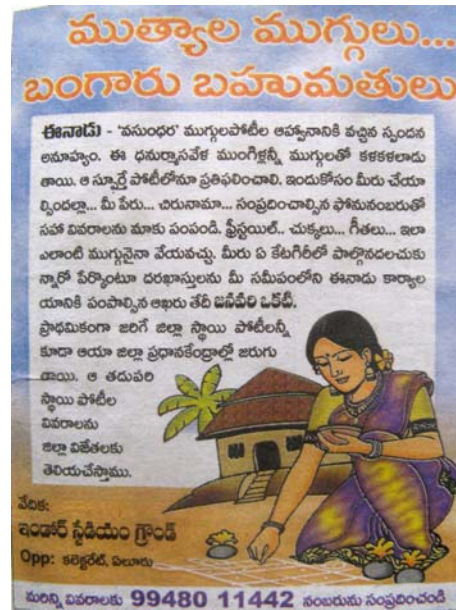 ముత్యాల ముగ్గులు...
బంగారు బహుమతులు
ఈనాడు - 'వసుంధర' ముగ్గులపోటీల ఆహ్వానానికి వచ్చిన స్పందన
అనూహ్యం. ఈ ధనుర్మాసవేళ ముంగిళ్లన్నీ ముగ్గులతో కళకళలాడు
తాయి. ఆ స్ఫూర్తే పోటీలోనూ ప్రతిఫలించాలి. ఇందుకోసం మీరు చేయా
ల్సిందల్లా... మీ పేరు... చిరునామా... సంప్రదించాల్సిన ఫోనునంబరుతో
సహా వివరాలను మాకు పంపండి. ఫ్రీస్టయిల్.. చుక్కలు... గీతలు... ఇలా
ఎలాంటి ముగ్గునైనా వేయవచ్చు. మీరు ఏ కేటగిరీలో పాల్గొనదలచుకు
న్నారో పేర్కొంటూ దరఖాస్తులను మీ సమీపంలోని ఈనాడు కార్యాల
యానికి పంపాల్సిన ఆఖరు తేదీ జనవరి ఒకటి.
ప్రాథమికంగా జరిగే జిల్లా స్థాయి పోటీలన్నీ
కూడా ఆయా జిల్లా ప్రధానకేంద్రాల్లో జరుగు
తాయి. ఆ తదుపరి
స్థాయి పోటీల
వివరాలను
జిల్లా విజేతలకు
తెలియచేస్తాము.
వేదిక:
ఇండోర్ స్టేడియం గ్రౌండ్
Opp: కలెక్టరేట్, ఏలూరు
మరిన్ని వివరాలకు 99480 11442 నంబరును సంప్రదించండి